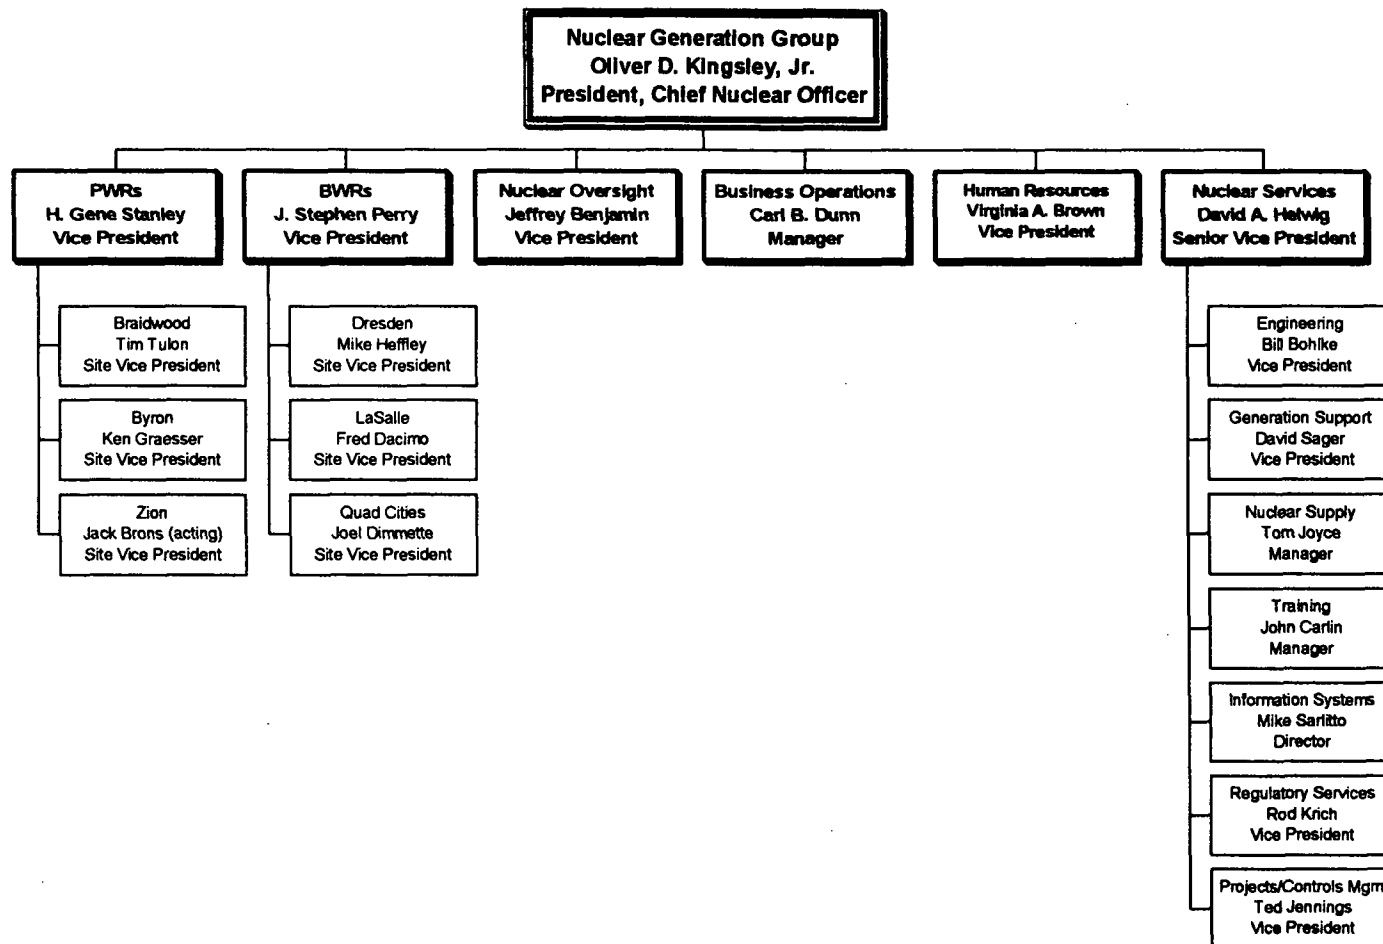 Nuclear Generation Group
Oliver D. Kingsley, Jr.
President, Chief Nuclear Officer
PWRs
H. Gene Stanley
Vice President
BWRs
J. Stephen Perry
Vice President
Nuclear Oversight
Jeffrey Benjamin
Vice President
Business Operations
Carl B. Dunn
Manager
Human Resources
Virginia A. Brown
Vice President
Nuclear Services
David A. Helwig
Senior Vice President
Braidwood
Tim Tulon
Site Vice President
Byron
Ken Graesser
Site Vice President
Zion
Jack Brons (acting)
Site Vice President
Dresden
Mike Heffley
Site Vice President
LaSalle
Fred Dacimo
Site Vice President
Quad Cities
Joel Dimmette
Site Vice President
Engineering
Bill Bohlke
Vice President
Generation Support
David Sager
Vice President
Nuclear Supply
Tom Joyce
Manager
Training
John Carlin
Manager
Information Systems
Mike Sarlitto
Director
Regulatory Services
Rod Krich
Vice President
Projects/Controls Mgm
Ted Jennings
Vice President